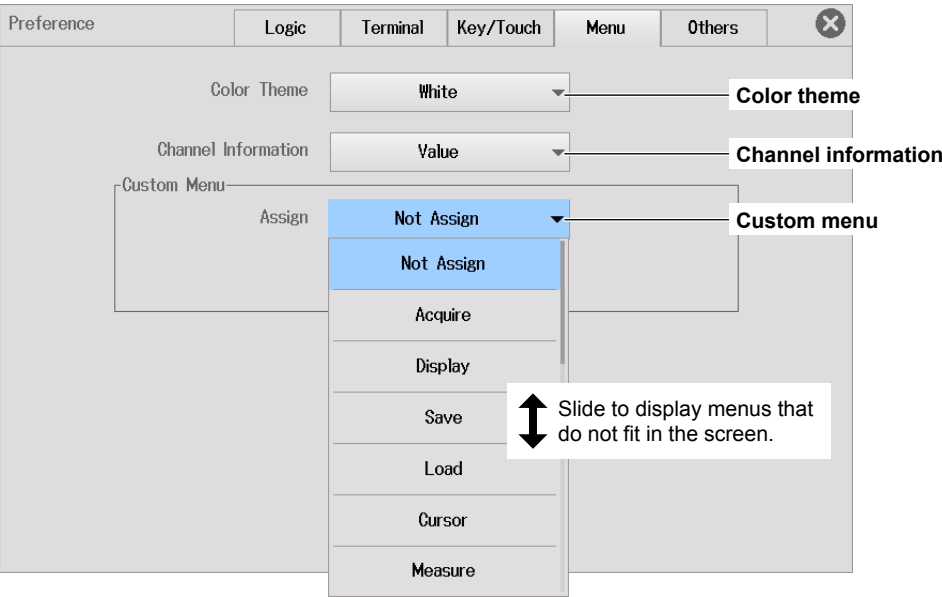 Preference
Logic
Terminal
Key/Touch
Menu
Others
Color Theme
White
Color theme
Channel Information
Value
Channel information
Custom Menu
Assign
Not Assign
Custom menu
Not Assign
Acquire
Display
Save
Slide to display menus that
do not fit in the screen.
Load
Cursor
Measure